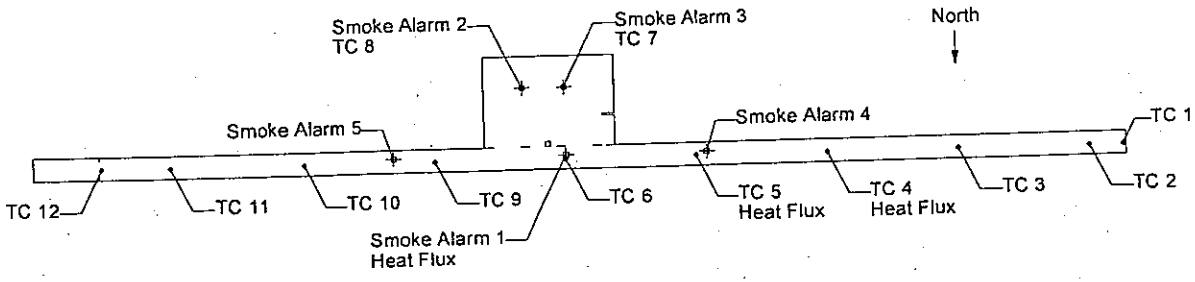 Smoke Alarm 2
TC 8
Smoke Alarm 3
TC 7
North
Smoke Alarm 5
Smoke Alarm 4
TC 1
TC 12
TC 11
TC 10
TC 9
TC 6
TC 5
Heat Flux
TC 4
Heat Flux
TC 3
TC 2
Smoke Alarm 1
Heat Flux